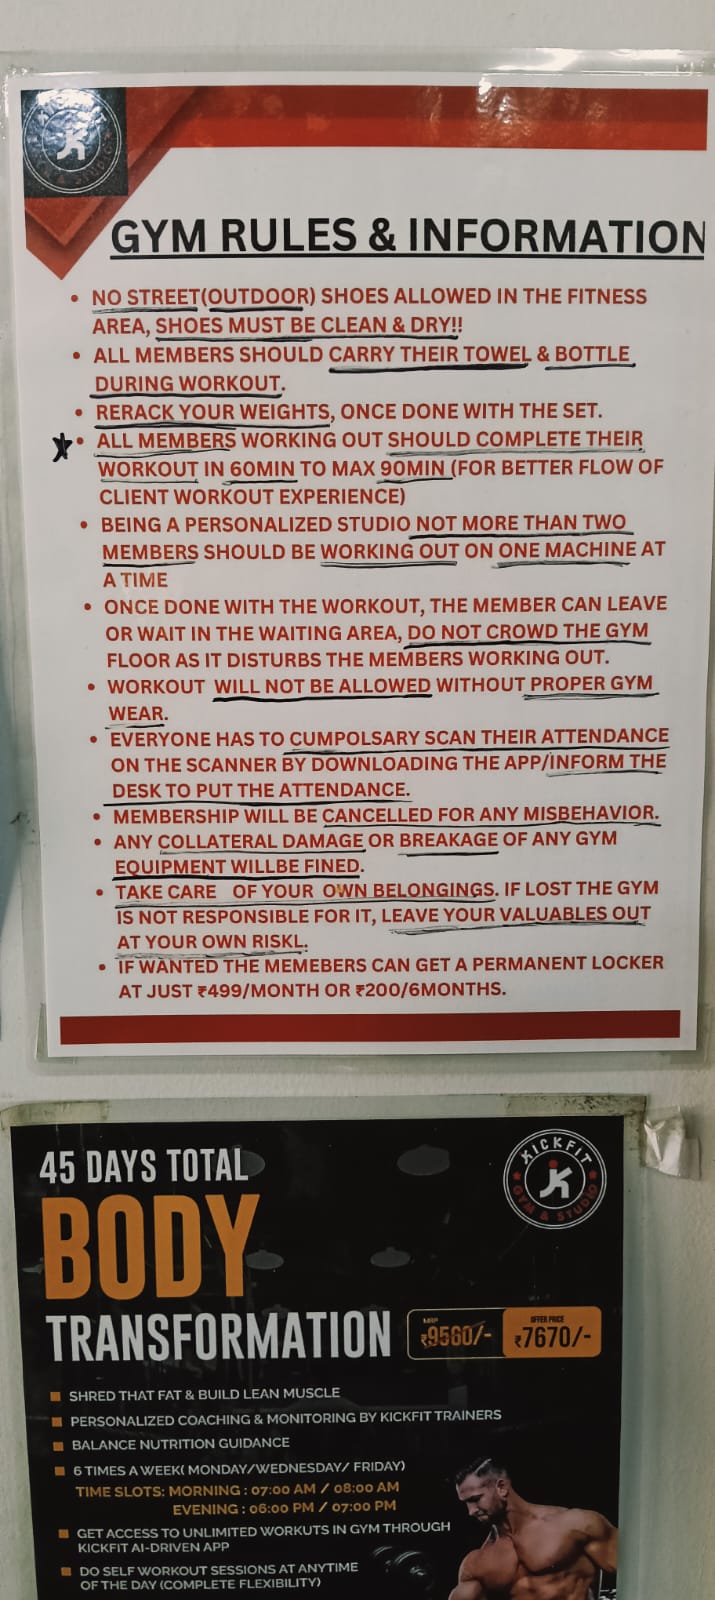 GYM RULES & INFORMATION
• NO STREET(OUTDOOR) SHOES ALLOWED IN THE FITNESS
AREA, SHOES MUST BE CLEAN & DRY!!
• ALL MEMBERS SHOULD CARRY THEIR TOWEL & BOTTLE
DURING WORKOUT.
• RERACK YOUR WEIGHTS, ONCE DONE WITH THE SET.
• ALL MEMBERS WORKING OUT SHOULD COMPLETE THEIR
WORKOUT IN 60MIN TO MAX 90MIN (FOR BETTER FLOW OF
CLIENT WORKOUT EXPERIENCE)
• BEING A PERSONALIZED STUDIO NOT MORE THAN TWO
MEMBERS SHOULD BE WORKING OUT ON ONE MACHINE AT
A TIME
• ONCE DONE WITH THE WORKOUT, THE MEMBER CAN LEAVE
OR WAIT IN THE WAITING AREA, DO NOT CROWD THE GYM
FLOOR AS IT DISTURBS THE MEMBERS WORKING OUT.
• WORKOUT WILL NOT BE ALLOWED WITHOUT PROPER GYM
WEAR.
• EVERYONE HAS TO CUMPOLSARY SCAN THEIR ATTENDANCE
ON THE SCANNER BY DOWNLOADING THE APP/INFORM THE
DESK TO PUT THE ATTENDANCE.
• MEMBERSHIP WILL BE CANCELLED FOR ANY MISBEHAVIOR.
• ANY COLLATERAL DAMAGE OR BREAKAGE OF ANY GYM
EQUIPMENT WILLBE FINED.
• TAKE CARE OF YOUR OWN BELONGINGS. IF LOST THE GYM
IS NOT RESPONSIBLE FOR IT, LEAVE YOUR VALUABLES OUT
AT YOUR OWN RISKL.
• IF WANTED THE MEMEBERS CAN GET A PERMANENT LOCKER
AT JUST ₹499/MONTH OR ₹200/6MONTHS.
45 DAYS TOTAL
KICKFIT
GYM & STUDIO
BODY
TRANSFORMATION
MRP
₹9560/-
OFFER PRICE
₹7670/-
SHRED THAT FAT & BUILD LEAN MUSCLE
PERSONALIZED COACHING & MONITORING BY KICKFIT TRAINERS
BALANCE NUTRITION GUIDANCE
6 TIMES A WEEK( MONDAY/WEDNESDAY/ FRIDAY)
TIME SLOTS: MORNING : 07:00 AM / 08:00 AM
EVENING : 06:00 PM / 07:00 PM
GET ACCESS TO UNLIMITED WORKUTS IN GYM THROUGH
KICKFIT AI-DRIVEN APP
DO SELF WORKOUT SESSIONS AT ANYTIME
OF THE DAY (COMPLETE FLEXIBILITY)